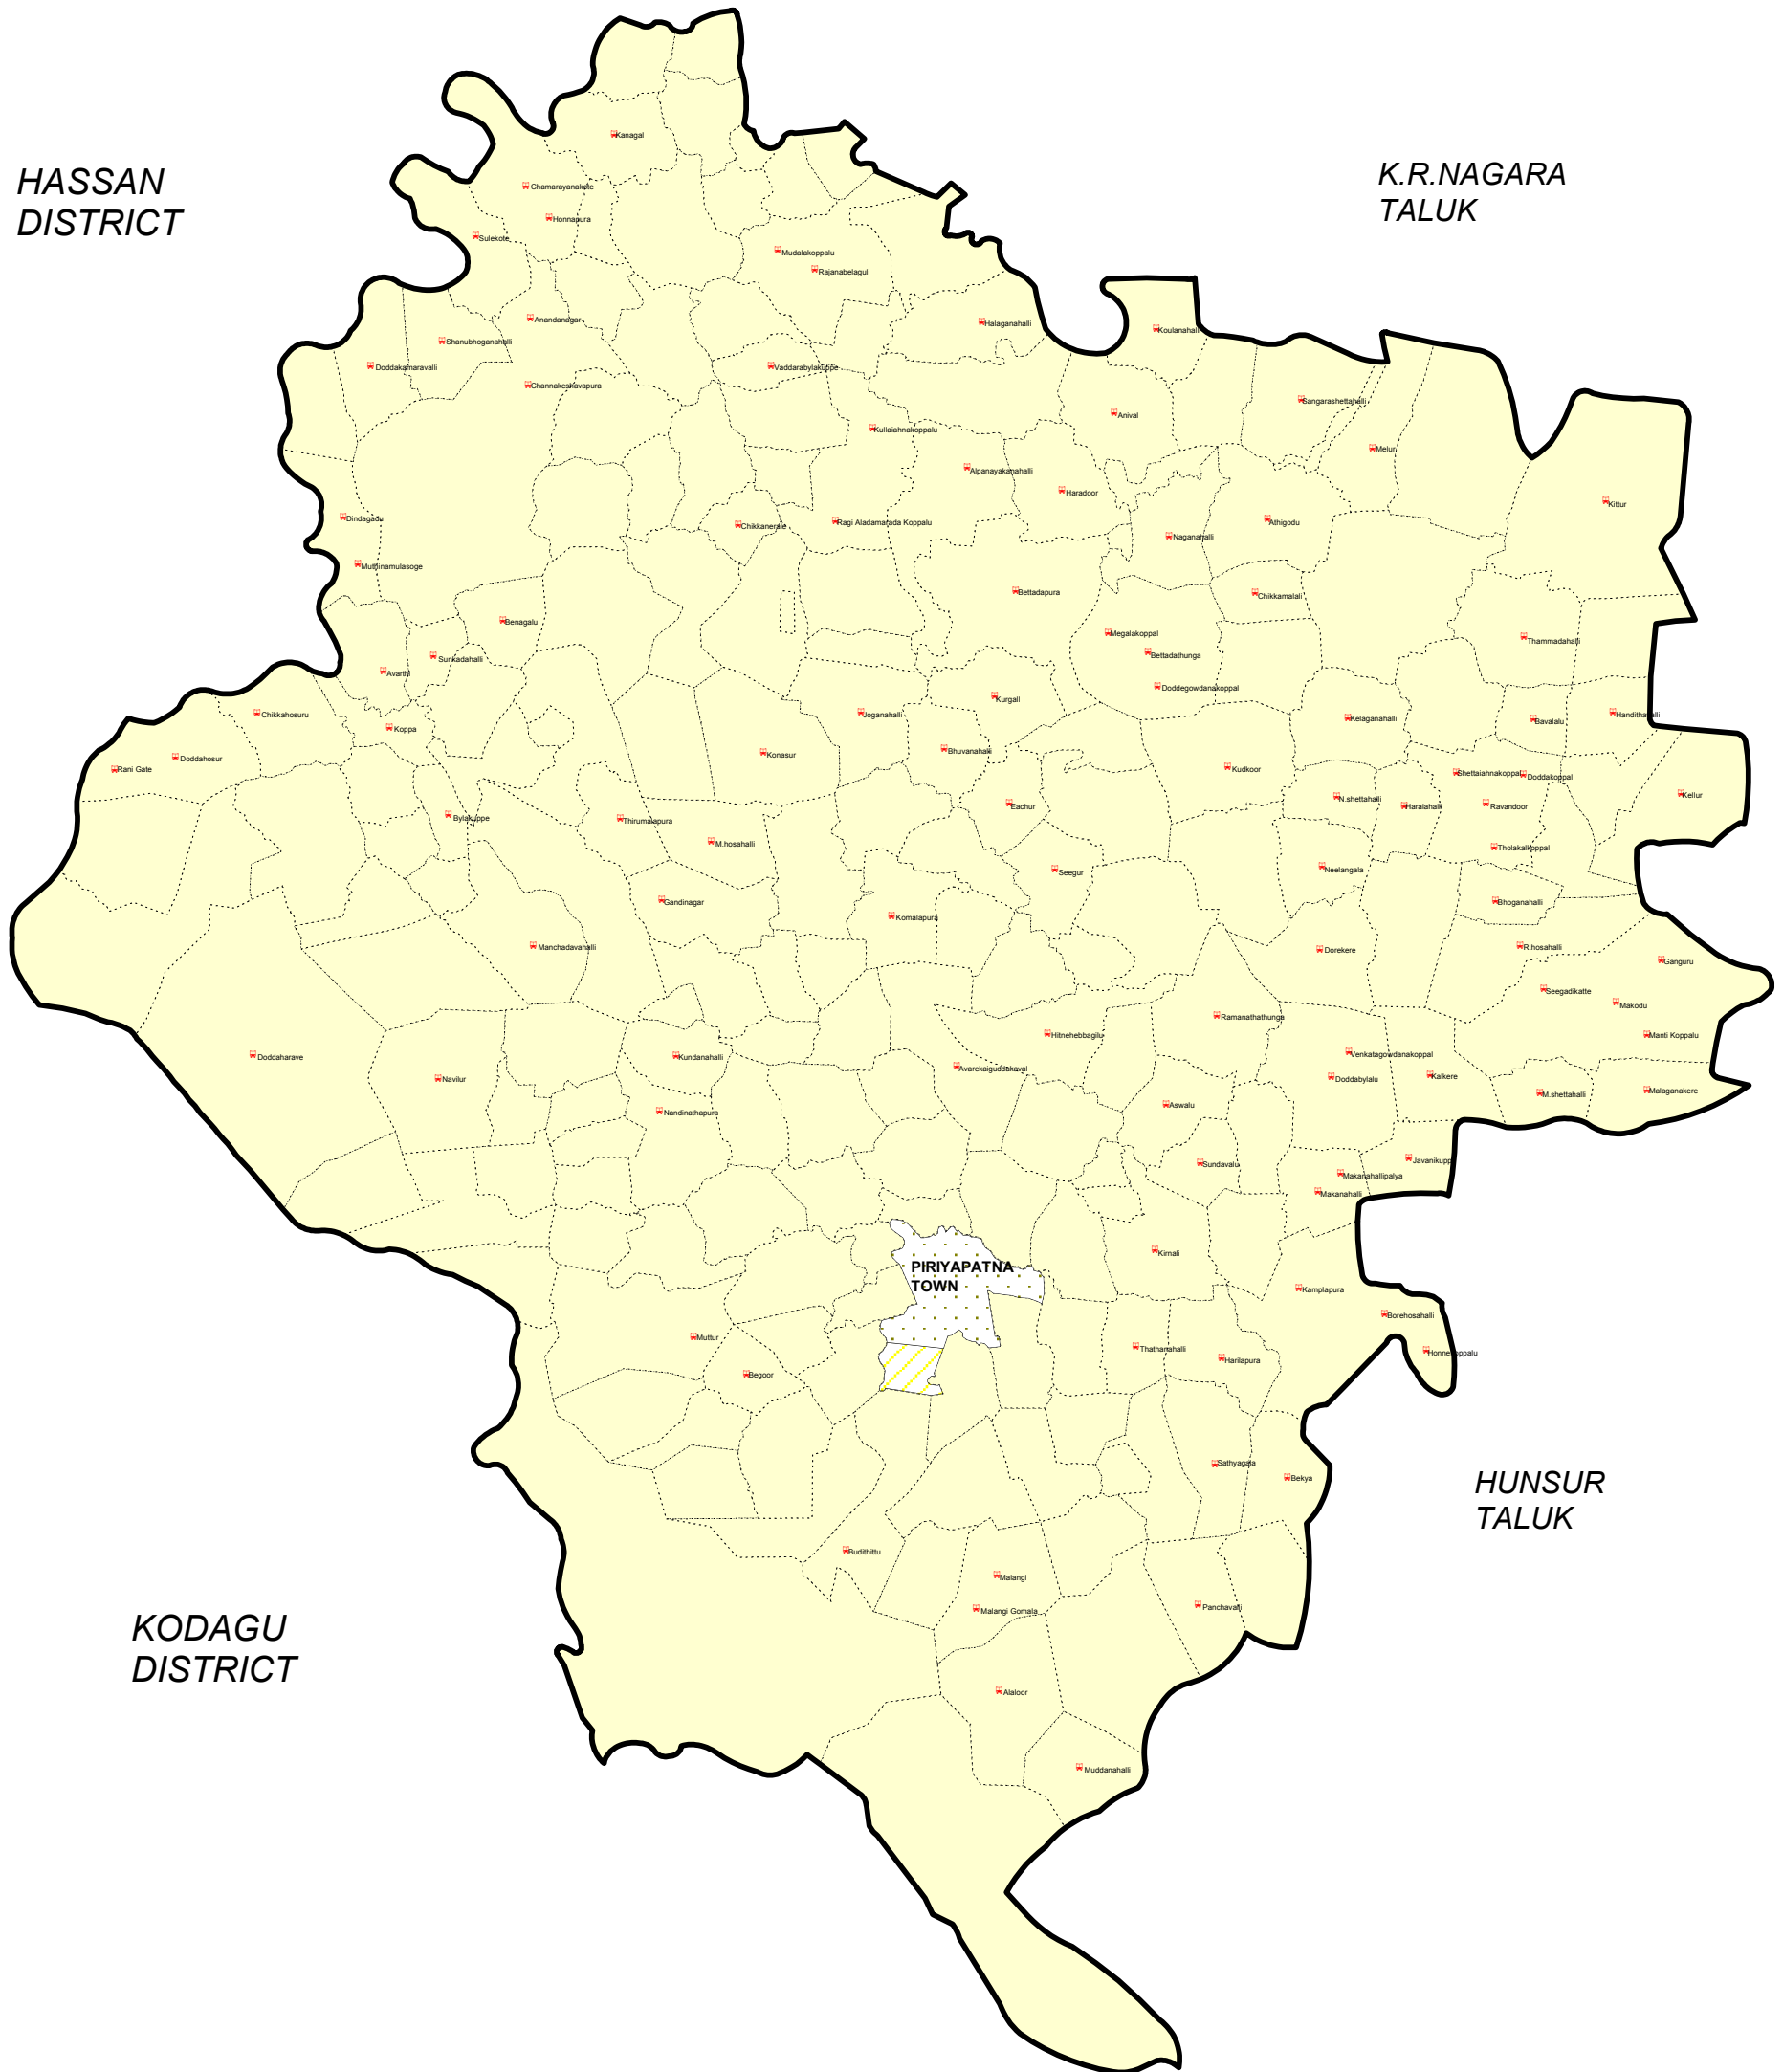 HASSAN
DISTRICT
K.R.NAGARA
TALUK
Kanagal
Chamarayanakote
Honnapura
Sulekote
Mudalakoppalu
Rajanabelaguli
Anandanagar
Halaganahalli
Koulanahalli
Shanubhoganahalli
Doddakamaravalli
Vaddarabylakuppe
Channakeshavapura
Sangarashettahalli
Anival
Kullaiahnakoppalu
Melur
Alpanayakanahalli
Haradoor
Kittur
Dindagadu
Chikkanerale
Ragi Aladamarada Koppalu
Athigodu
Naganahalli
Muthinamulasoge
Bettadapura
Chikkamalali
Benagalu
Megalakoppal
Thammadahalli
Bettadathunga
Sunkadahalli
Avarthi
Doddegowdanakoppal
Kurgall
Chikkahosuru
Joganahalli
Kelaganahalli
Bavalalu
Handithavalli
Koppa
Bhuvanahalli
Konasur
Doddahosur
Rani Gate
Kudkoor
Shettaiahnakoppal
Doddakoppal
Kellur
N.shettahalli
Eachur
Haralahalli
Ravandoor
Bylakuppe
Thirumalapura
M.hosahalli
Tholakalkoppal
Neelangala
Seegur
Gandinagar
Bhoganahalli
Komalapura
Manchadavahalli
Dorekere
R.hosahalli
Ganguru
Seegadikatte
Makodu
Ramanathathunga
Hitnehebbagilu
Manti Koppalu
Doddaharave
Kundanahalli
Venkatagowdanakoppal
Avarekaiguddakaval
Navilur
Doddabylalu
Kalkere
M.shettahalli
Malaganakere
Aswalu
Nandinathapura
Sundavalu
Javanikuppe
Makanahallipalya
Makanahalli
Kirnali
PIRIYAPATNA
TOWN
Kamplapura
Borehosahalli
Muttur
Thathanahalli
Honnekoppalu
Harilapura
Begoor
Sathyagala
Bekya
HUNSUR
TALUK
Budithittu
Malangi
Malangi Gomala
Panchavalli
KODAGU
DISTRICT
Alaloor
Muddanahalli